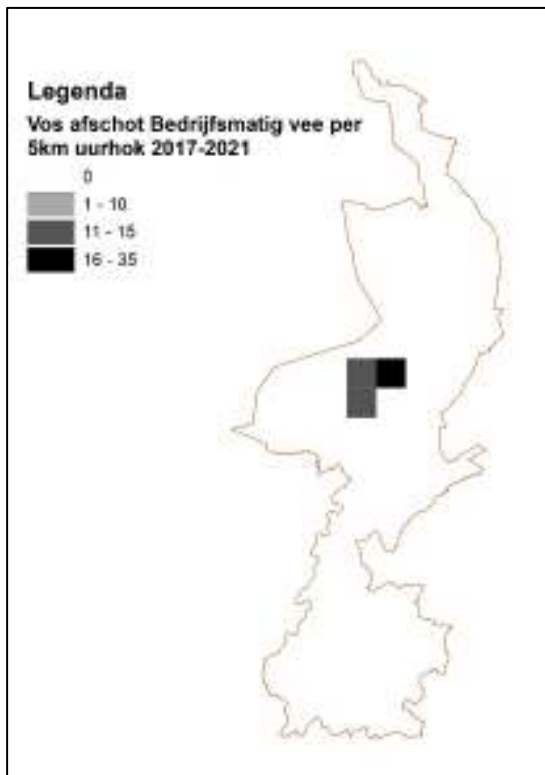 Legenda
Vos afschot Bedrijfsmatig vee per
5km uurhok 2017-2021
0
1 - 10
11 - 15
16 - 35